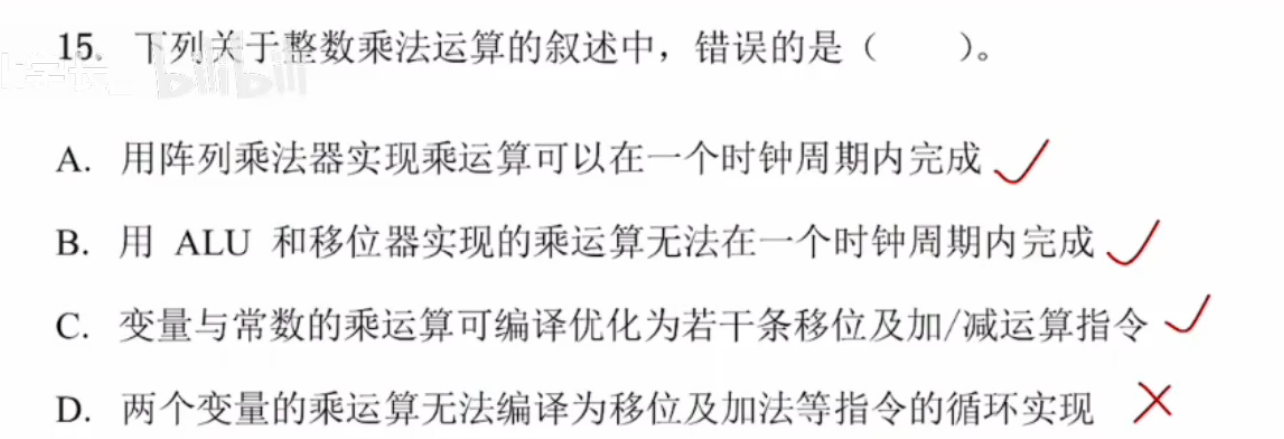 15. 下列关于整数乘法运算的叙述中，错误的是（　　）。
bilibili
A. 用阵列乘法器实现乘运算可以在一个时钟周期内完成
B. 用 ALU 和移位器实现的乘运算无法在一个时钟周期内完成
C. 变量与常数的乘运算可编译优化为若干条移位及加/减运算指令
D. 两个变量的乘运算无法编译为移位及加法等指令的循环实现